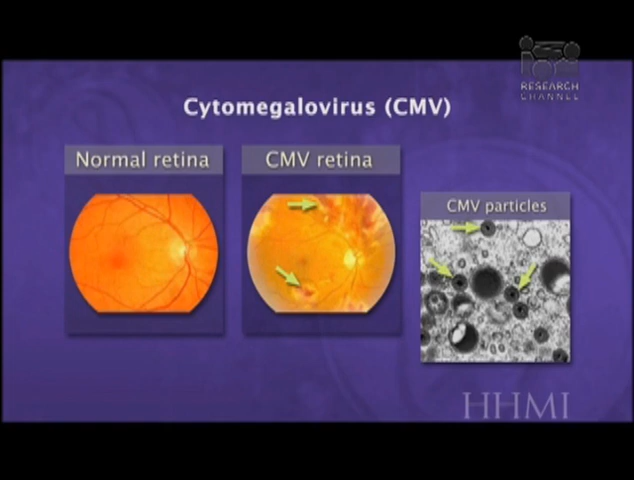 RESEARCH
CHANNEL
Cytomegalovirus (CMV)
Normal retina
CMV retina
CMV particles
HHMI